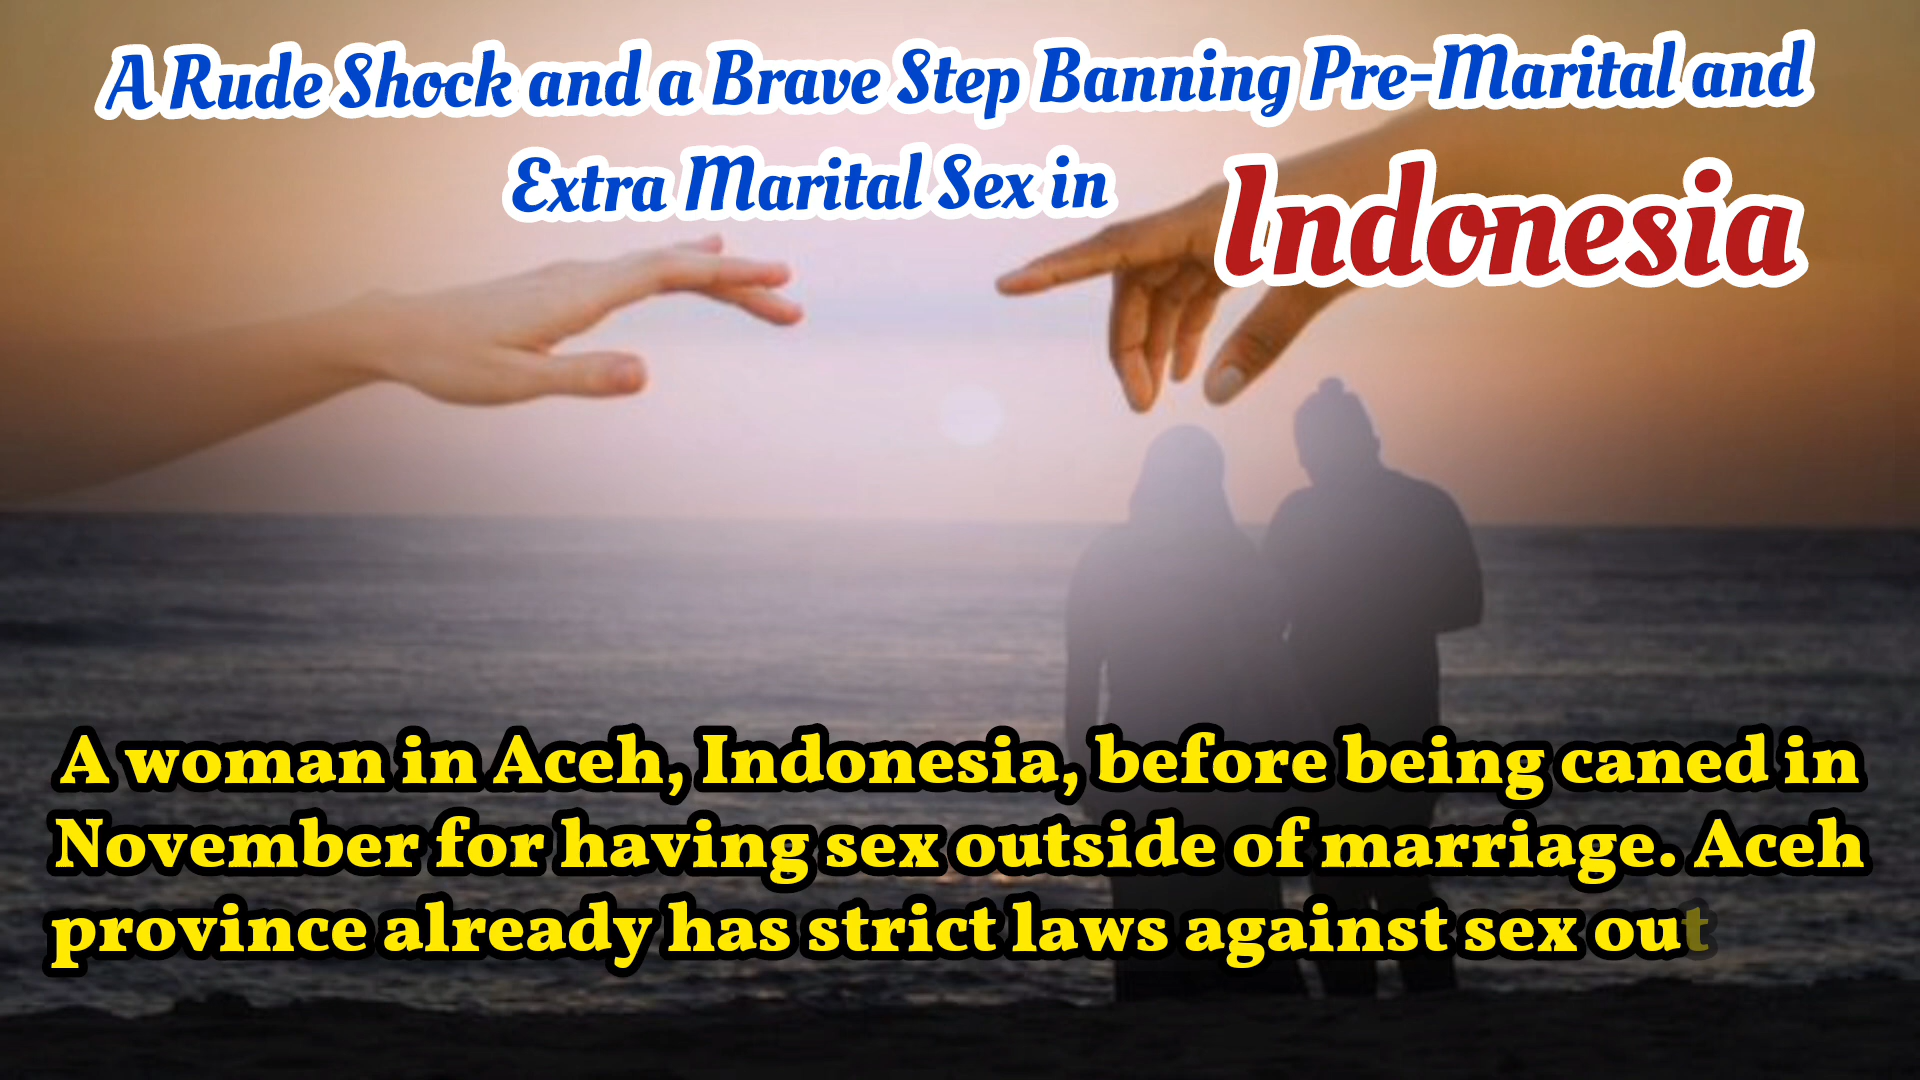 A Rude Shock and a Brave Step Banning Pre-Marital and
Extra Marital Sex in Indonesia
A woman in Aceh, Indonesia, before being caned in
November for having sex outside of marriage. Aceh
province already has strict laws against sex out